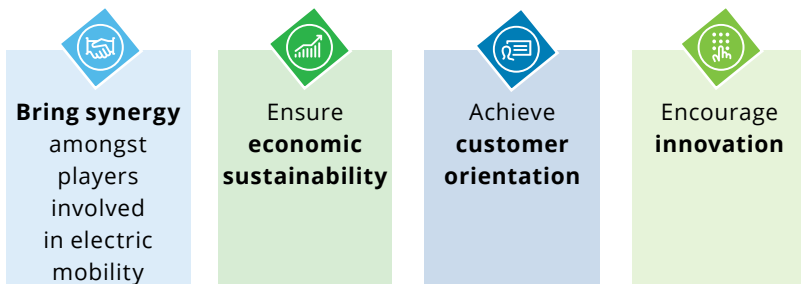 Bring synergy
amongst
players
involved
in electric
mobility
Ensure
economic
sustainability
Achieve
customer
orientation
Encourage
innovation